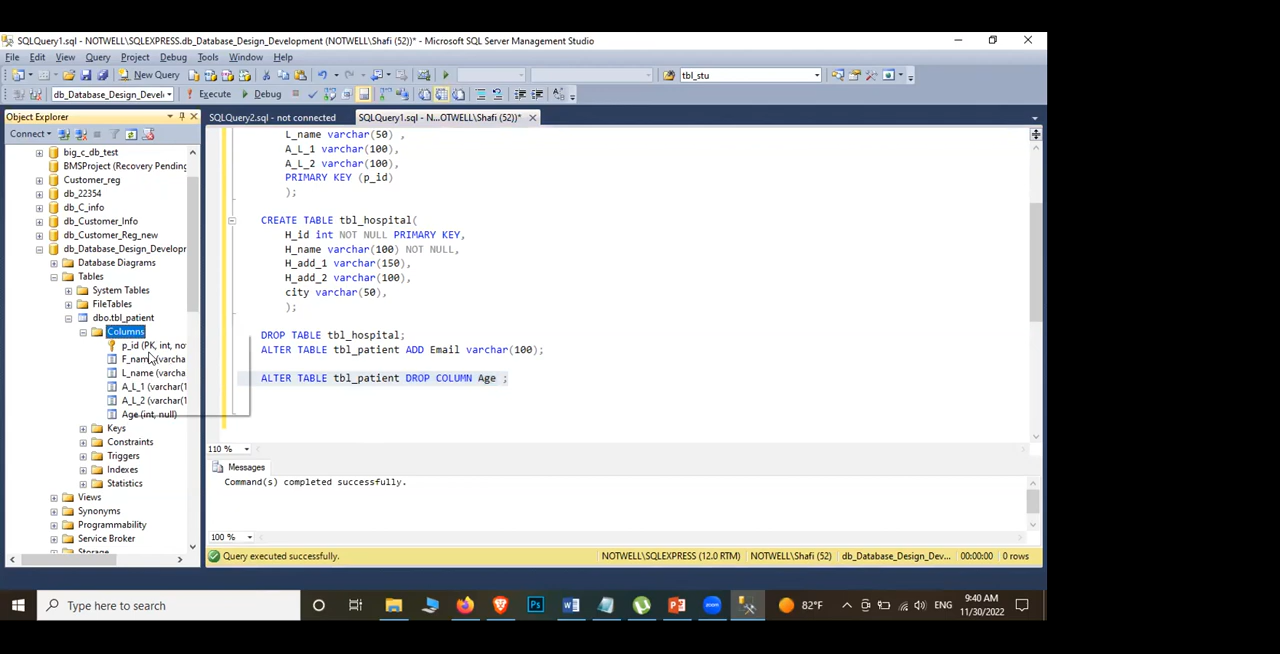 SQLQuery1.sql - NOTWELL\SQLEXPRESS.db_Database_Design_Development (NOTWELL\Shafi (52))* - Microsoft SQL Server Management Studio
File Edit View Query Project Debug Tools Window Help
New Query tbl_stu
db_Database_Design_Devel Execute Debug
Object Explorer
SQLQuery2.sql - not connected SQLQuery1.sql - N...OTWELL\Shafi (52))*
Connect
big_c_db_test
BMSProject (Recovery Pending
Customer_reg
db_22354
db_C_info
db_Customer_Info
db_Customer_Reg_new
db_Database_Design_Develop
Database Diagrams
Tables
System Tables
FileTables
dbo.tbl_patient
Columns
p_id (PK, int, no
F_name (varcha
L_name (varcha
A_L_1 (varchar(1
A_L_2 (varchar(1
Age (int, null)
Keys
Constraints
Triggers
Indexes
Statistics
Views
Synonyms
Programmability
Service Broker
Storage
L_name varchar(50) ,
A_L_1 varchar(100),
A_L_2 varchar(100),
PRIMARY KEY (p_id)
);
CREATE TABLE tbl_hospital(
H_id int NOT NULL PRIMARY KEY,
H_name varchar(100) NOT NULL,
H_add_1 varchar(150),
H_add_2 varchar(100),
city varchar(50),
);
DROP TABLE tbl_hospital;
ALTER TABLE tbl_patient ADD Email varchar(100);
ALTER TABLE tbl_patient DROP COLUMN Age ;
110 %
Messages
Command(s) completed successfully.
100 %
Query executed successfully. NOTWELL\SQLEXPRESS (12.0 RTM) NOTWELL\Shafi (52) db_Database_Design_Dev... 00:00:00 0 rows
Type here to search Ps 82°F ENG 9:40 AM
11/30/2022